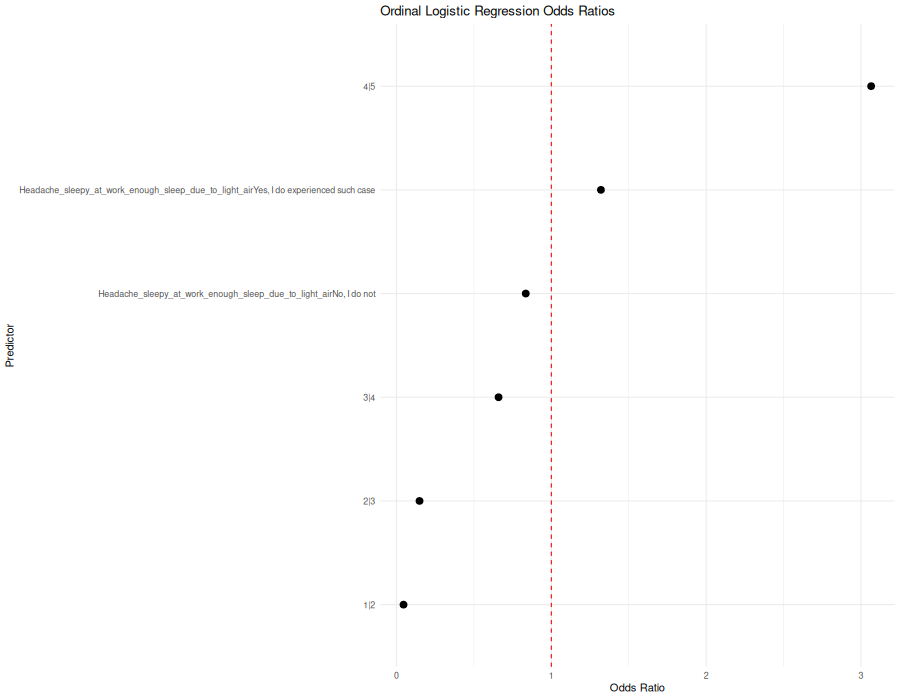 Ordinal Logistic Regression Odds Ratios
Predictor
4|5
Headache_sleepy_at_work_enough_sleep_due_to_light_airYes, I do experienced such case
Headache_sleepy_at_work_enough_sleep_due_to_light_airNo, I do not
3|4
2|3
1|2
0 1 2 3
Odds Ratio